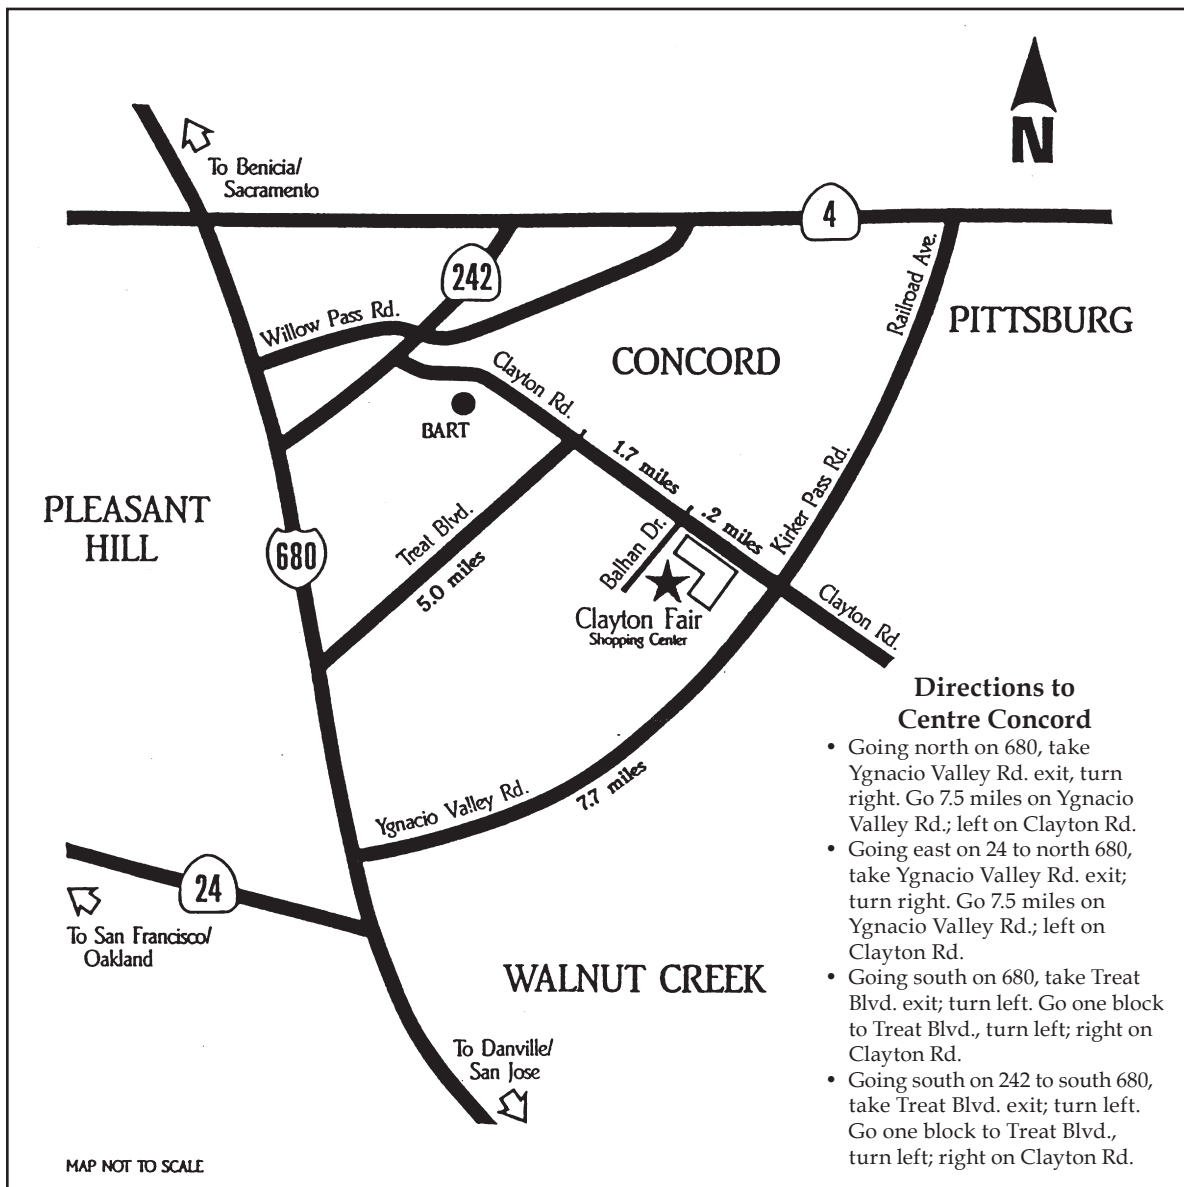 N
To Benicia/
Sacramento
4
242
Railroad Ave.
PITTSBURG
Willow Pass Rd.
CONCORD
Clayton Rd.
BART
1.7 miles
.2 miles
Kirker Pass Rd.
PLEASANT
HILL
680
Treat Blvd.
5.0 miles
Balhan Dr.
Clayton Fair
Shopping Center
Clayton Rd.
Ygnacio Valley Rd.
7.7 miles
24
To San Francisco/
Oakland
WALNUT CREEK
To Danville/
San Jose
MAP NOT TO SCALE
Directions to
Centre Concord
• Going north on 680, take
Ygnacio Valley Rd. exit, turn
right. Go 7.5 miles on Ygnacio
Valley Rd.; left on Clayton Rd.
• Going east on 24 to north 680,
take Ygnacio Valley Rd. exit;
turn right. Go 7.5 miles on
Ygnacio Valley Rd.; left on
Clayton Rd.
• Going south on 680, take Treat
Blvd. exit; turn left. Go one block
to Treat Blvd., turn left; right on
Clayton Rd.
• Going south on 242 to south 680,
take Treat Blvd. exit; turn left.
Go one block to Treat Blvd.,
turn left; right on Clayton Rd.